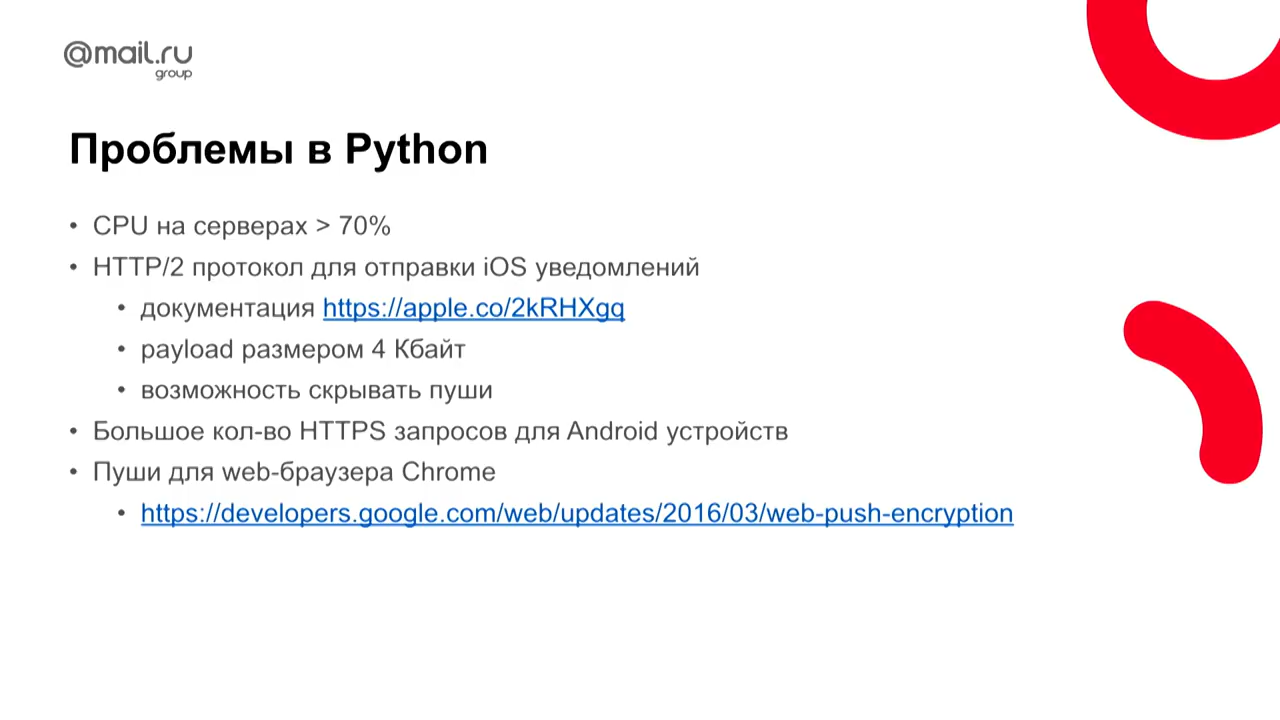 @mail.ru
group
Проблемы в Python
• CPU на серверах > 70%
• HTTP/2 протокол для отправки iOS уведомлений
• документация https://apple.co/2kRHXgq
• payload размером 4 Кбайт
• возможность скрывать пуши
• Большое кол-во HTTPS запросов для Android устройств
• Пуши для web-браузера Chrome
• https://developers.google.com/web/updates/2016/03/web-push-encryption